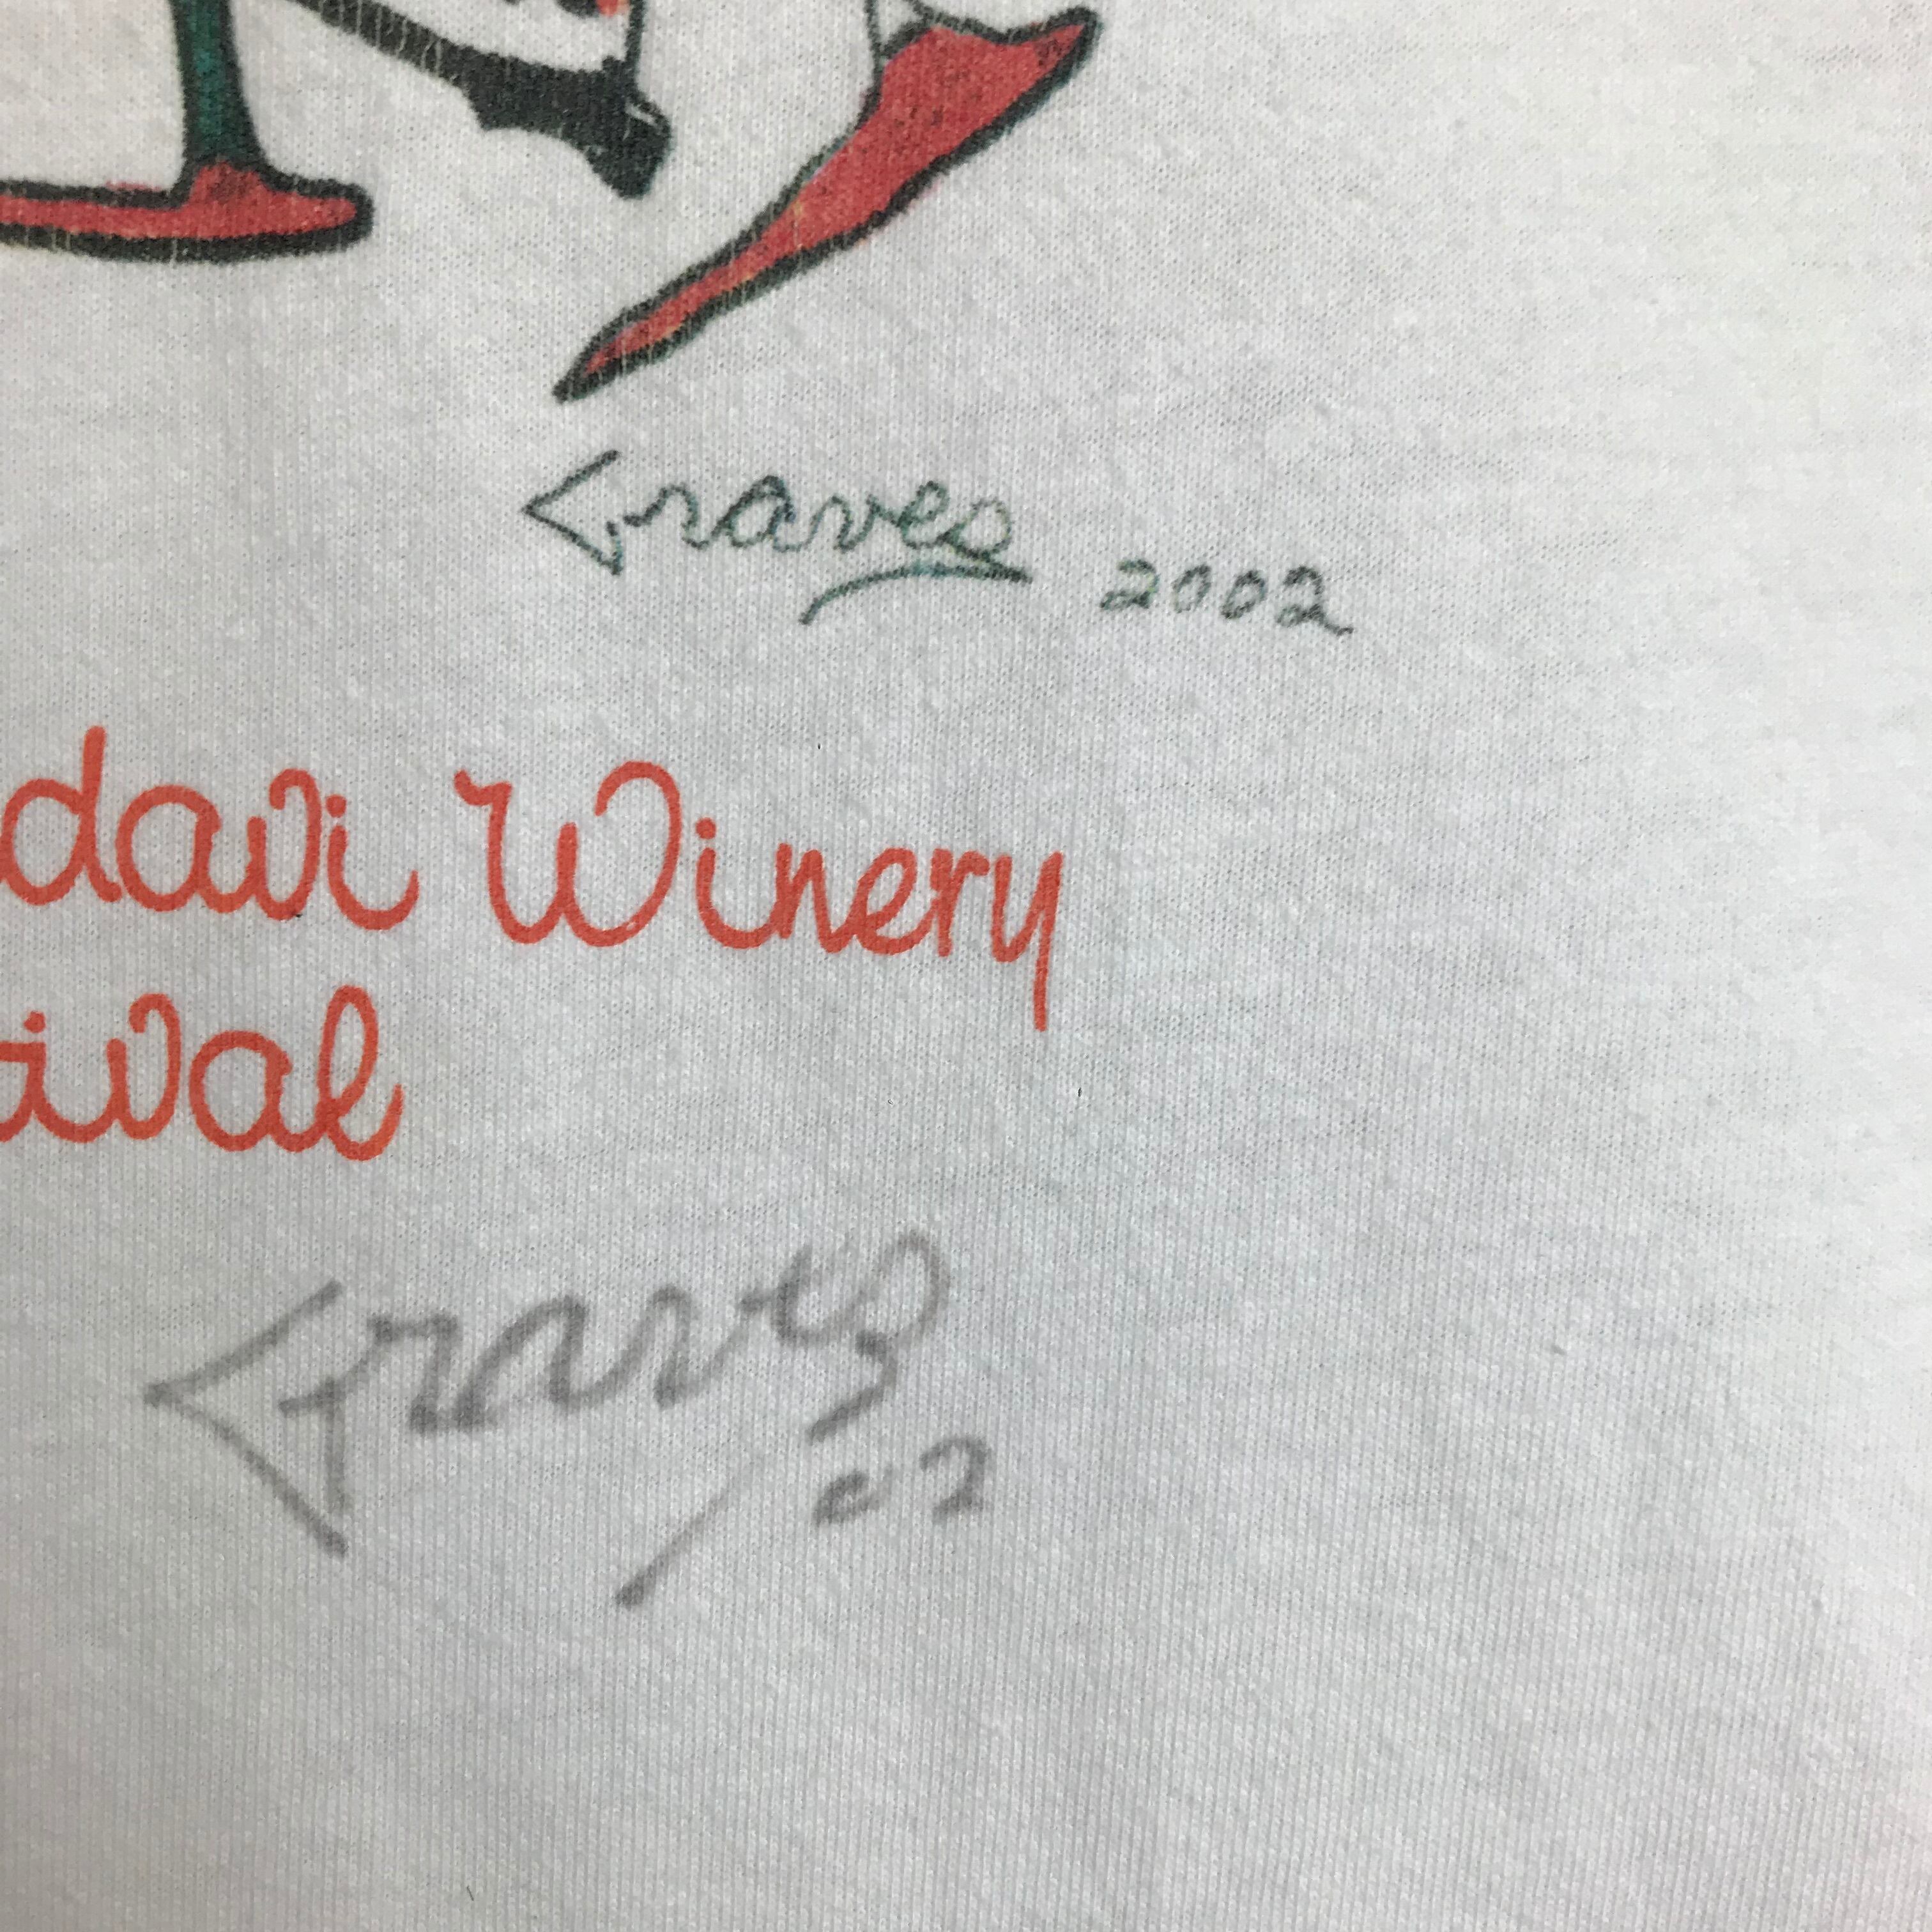 Graves 2002
davi Winery
ival
Graves
02